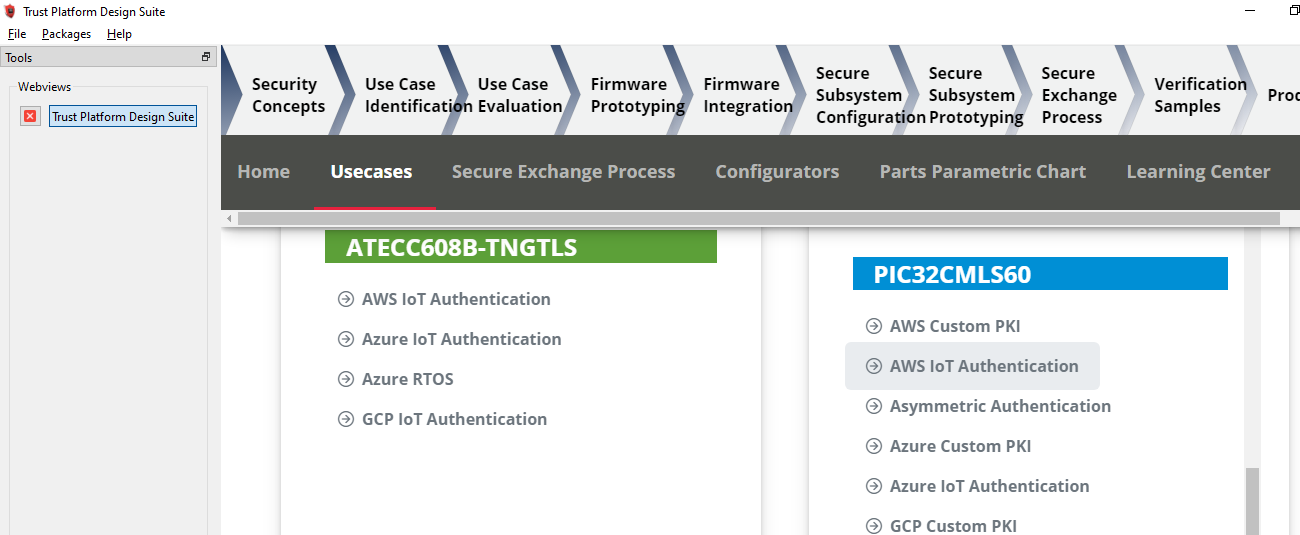 Trust Platform Design Suite
File Packages Help
Tools
Webviews
Trust Platform Design Suite
Security
Concepts
Use Case
Identification
Use Case
Evaluation
Firmware
Prototyping
Firmware
Integration
Secure
Subsystem
Configuration
Secure
Subsystem
Prototyping
Secure
Exchange
Process
Verification
Samples
Home Usecases Secure Exchange Process Configurators Parts Parametric Chart Learning Center
ATECC608B-TNGTLS
AWS IoT Authentication
Azure IoT Authentication
Azure RTOS
GCP IoT Authentication
PIC32CMLS60
AWS Custom PKI
AWS IoT Authentication
Asymmetric Authentication
Azure Custom PKI
Azure IoT Authentication
GCP Custom PKI